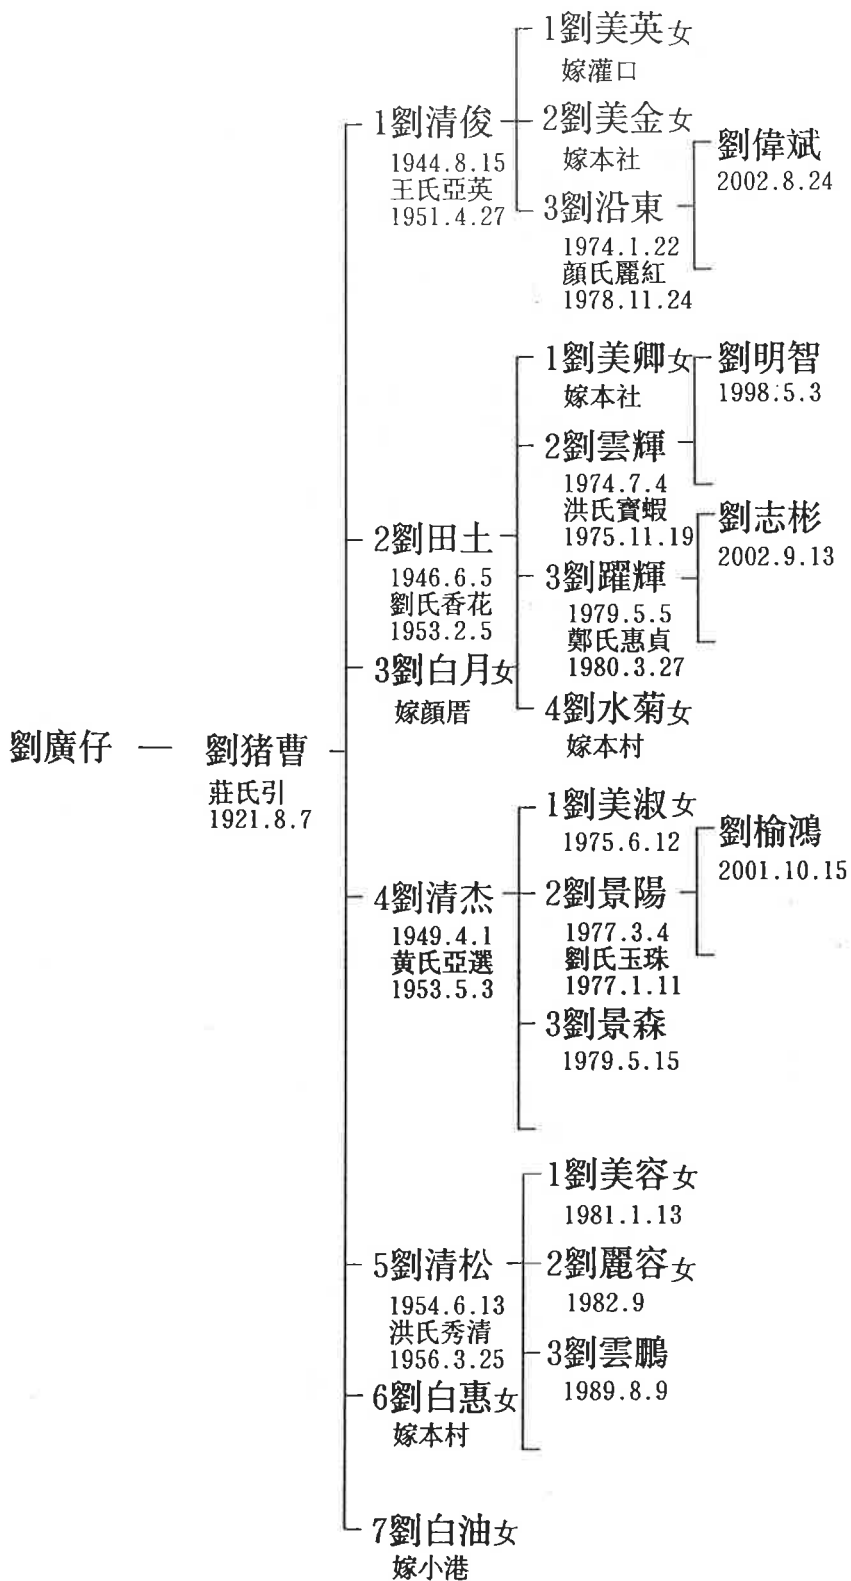 劉廣仔
劉猪曹
莊氏引
1921.8.7
1劉清俊
1944.8.15
王氏亞英
1951.4.27
1劉美英女
嫁灌口
2劉美金女
嫁本社
3劉沿東
1974.1.22
顏氏麗紅
1978.11.24
劉偉斌
2002.8.24
2劉田土
1946.6.5
劉氏香花
1953.2.5
1劉美卿女
嫁本社
2劉雲輝
1974.7.4
洪氏寶蝦
1975.11.19
劉明智
1998.5.3
3劉躍輝
1979.5.5
鄭氏惠貞
1980.3.27
劉志彬
2002.9.13
4劉水菊女
嫁本村
3劉白月女
嫁顏厝
4劉清杰
1949.4.1
黄氏亞選
1953.5.3
1劉美淑女
1975.6.12
2劉景陽
1977.3.4
劉氏玉珠
1977.1.11
劉榆鴻
2001.10.15
3劉景森
1979.5.15
5劉清松
1954.6.13
洪氏秀清
1956.3.25
1劉美容女
1981.1.13
2劉麗容女
1982.9
3劉雲鵬
1989.8.9
6劉白惠女
嫁本村
7劉白油女
嫁小港